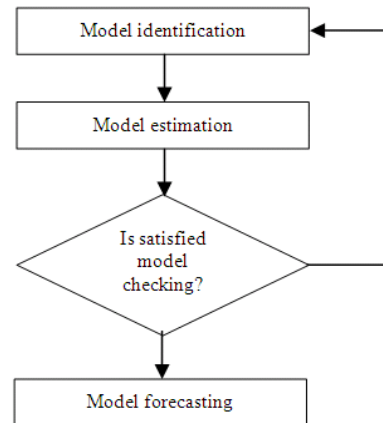 Model identification
Model estimation
Is satisfied
model
checking?
Model forecasting